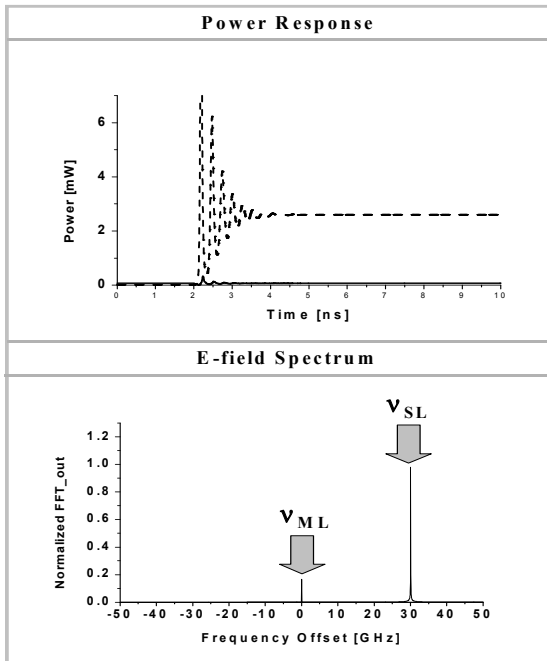 Power Response
Power [mW]
6
4
2
0
0 1 2 3 4 5 6 7 8 9 10
Time [ns]
E-field Spectrum
Normalized FFT_out
1.2
1.0
0.8
0.6
0.4
0.2
0.0
νSL
νML
-50 -40 -30 -20 -10 0 10 20 30 40 50
Frequency Offset [GHz]